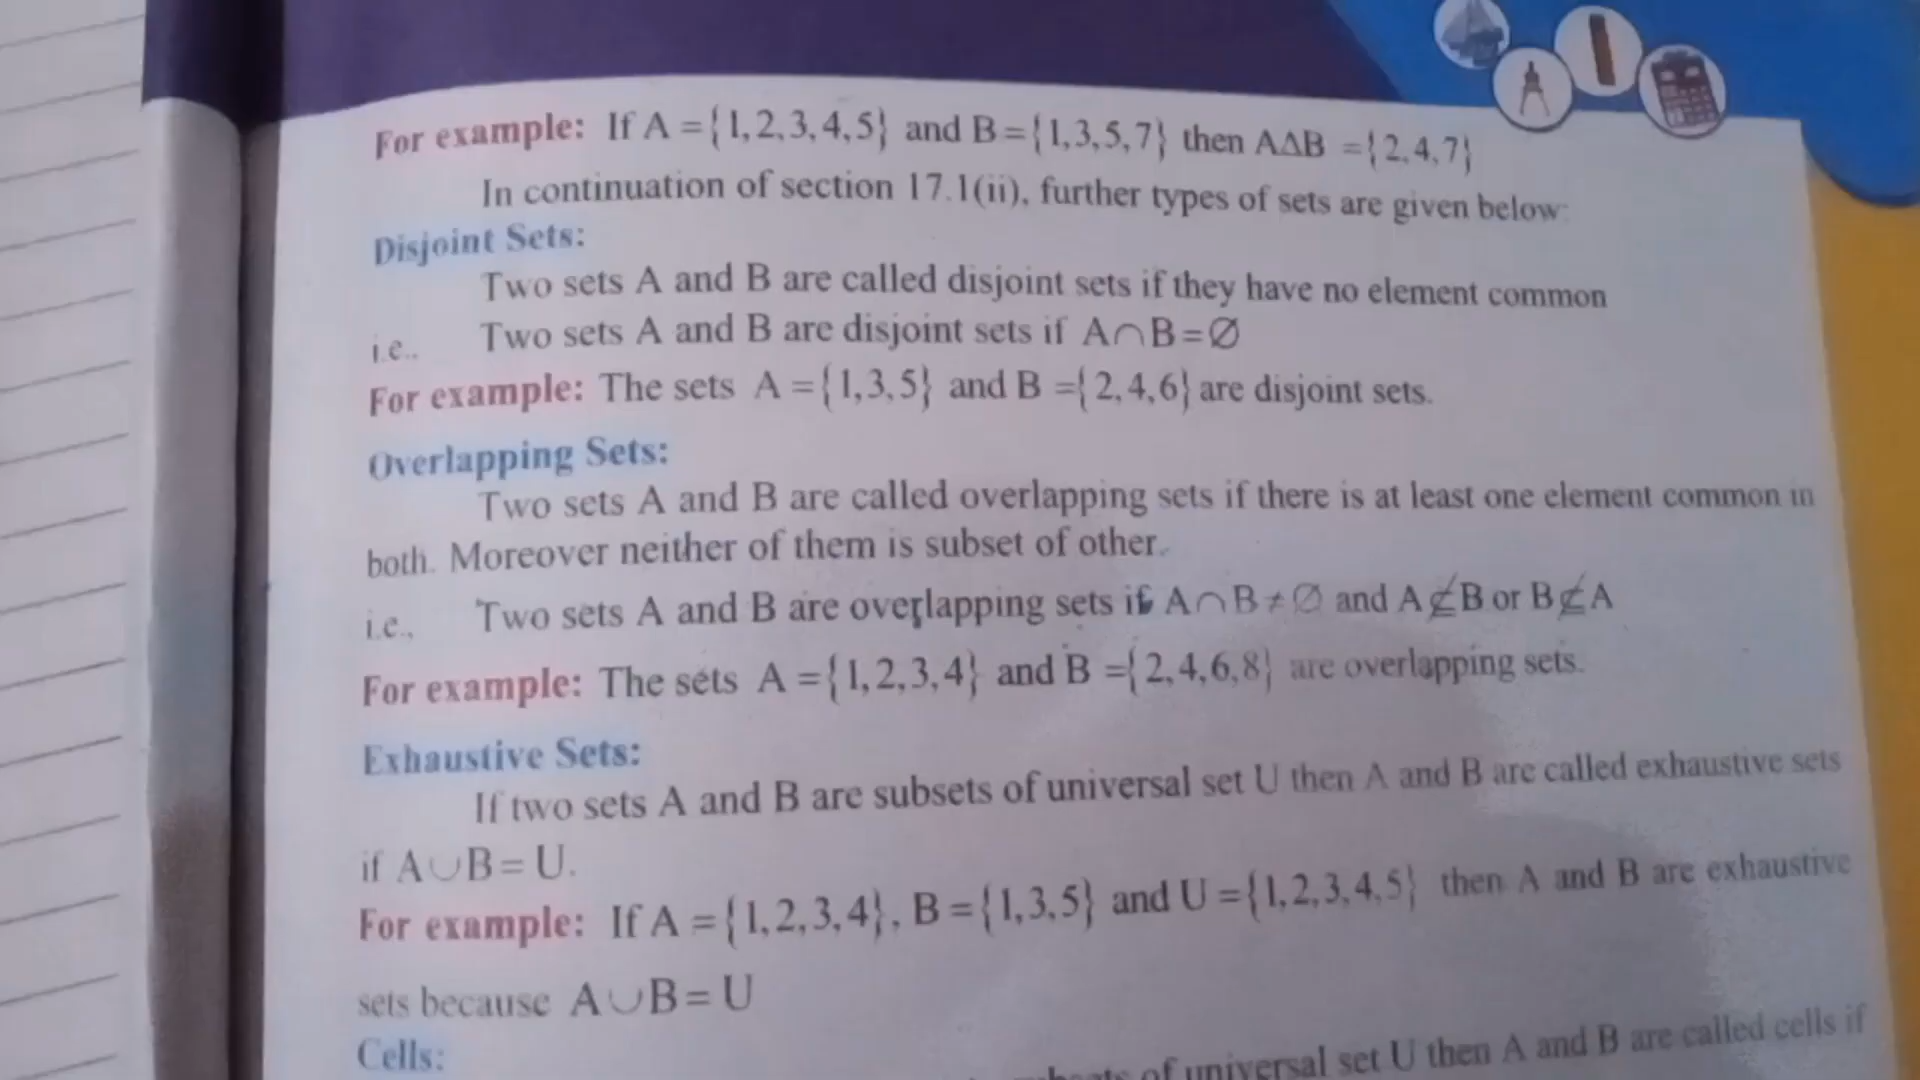 For example: If A = {1,2,3,4,5} and B = {1,3,5,7} then AΔB = {2,4,7}
In continuation of section 17.1(ii), further types of sets are given below:
Disjoint Sets:
Two sets A and B are called disjoint sets if they have no element common
i.e., Two sets A and B are disjoint sets if A∩B=∅
For example: The sets A = {1,3,5} and B = {2,4,6} are disjoint sets.
Overlapping Sets:
Two sets A and B are called overlapping sets if there is at least one element common in
both. Moreover neither of them is subset of other.
i.e., Two sets A and B are overlapping sets if A∩B≠∅ and A⊈B or B⊈A
For example: The sets A = {1,2,3,4} and B = {2,4,6,8} are overlapping sets.
Exhaustive Sets:
If two sets A and B are subsets of universal set U then A and B are called exhaustive sets
if A∪B = U.
For example: If A = {1,2,3,4}, B = {1,3,5} and U = {1,2,3,4,5} then A and B are exhaustive
sets because A∪B = U
Cells:
of universal set U then A and B are called cells if